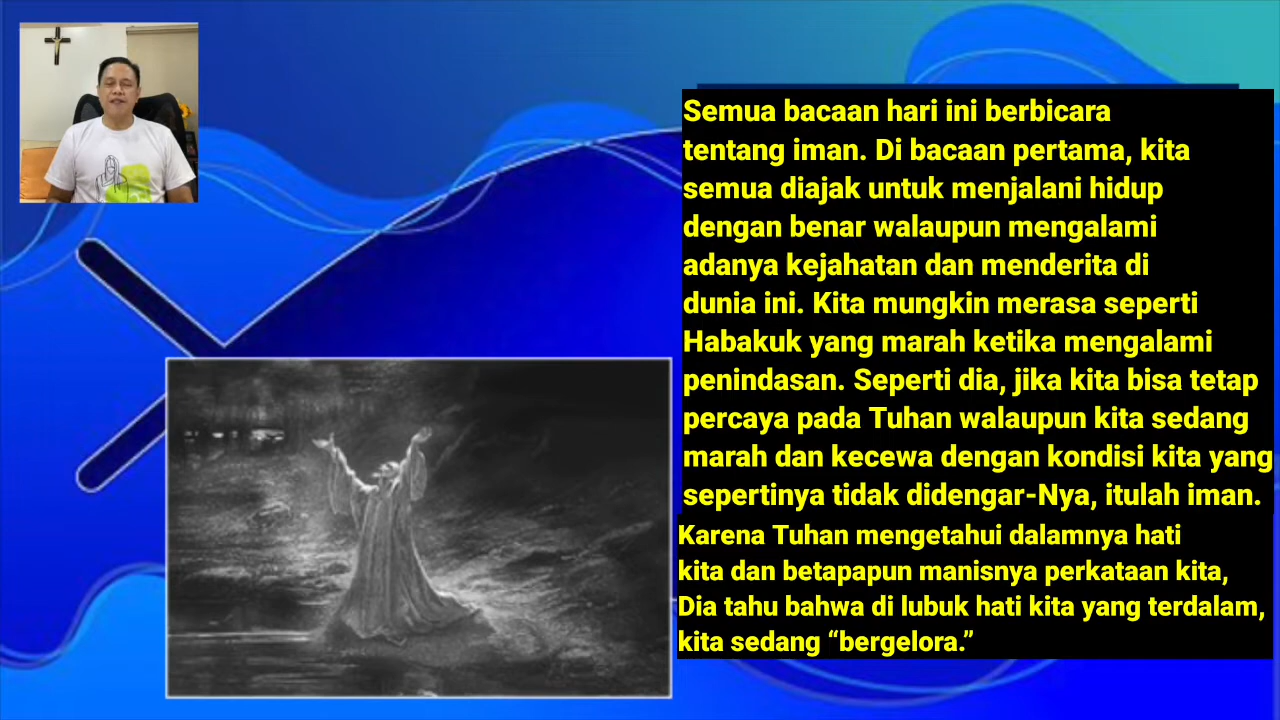 Semua bacaan hari ini berbicara
tentang iman. Di bacaan pertama, kita
semua diajak untuk menjalani hidup
dengan benar walaupun mengalami
adanya kejahatan dan menderita di
dunia ini. Kita mungkin merasa seperti
Habakuk yang marah ketika mengalami
penindasan. Seperti dia, jika kita bisa tetap
percaya pada Tuhan walaupun kita sedang
marah dan kecewa dengan kondisi kita yang
sepertinya tidak didengar-Nya, itulah iman.
Karena Tuhan mengetahui dalamnya hati
kita dan betapapun manisnya perkataan kita,
Dia tahu bahwa di lubuk hati kita yang terdalam,
kita sedang “bergelora.”